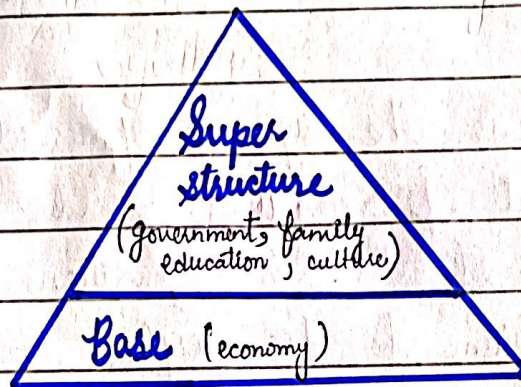 Super
structure
(government, family
education, culture)
Base (economy)